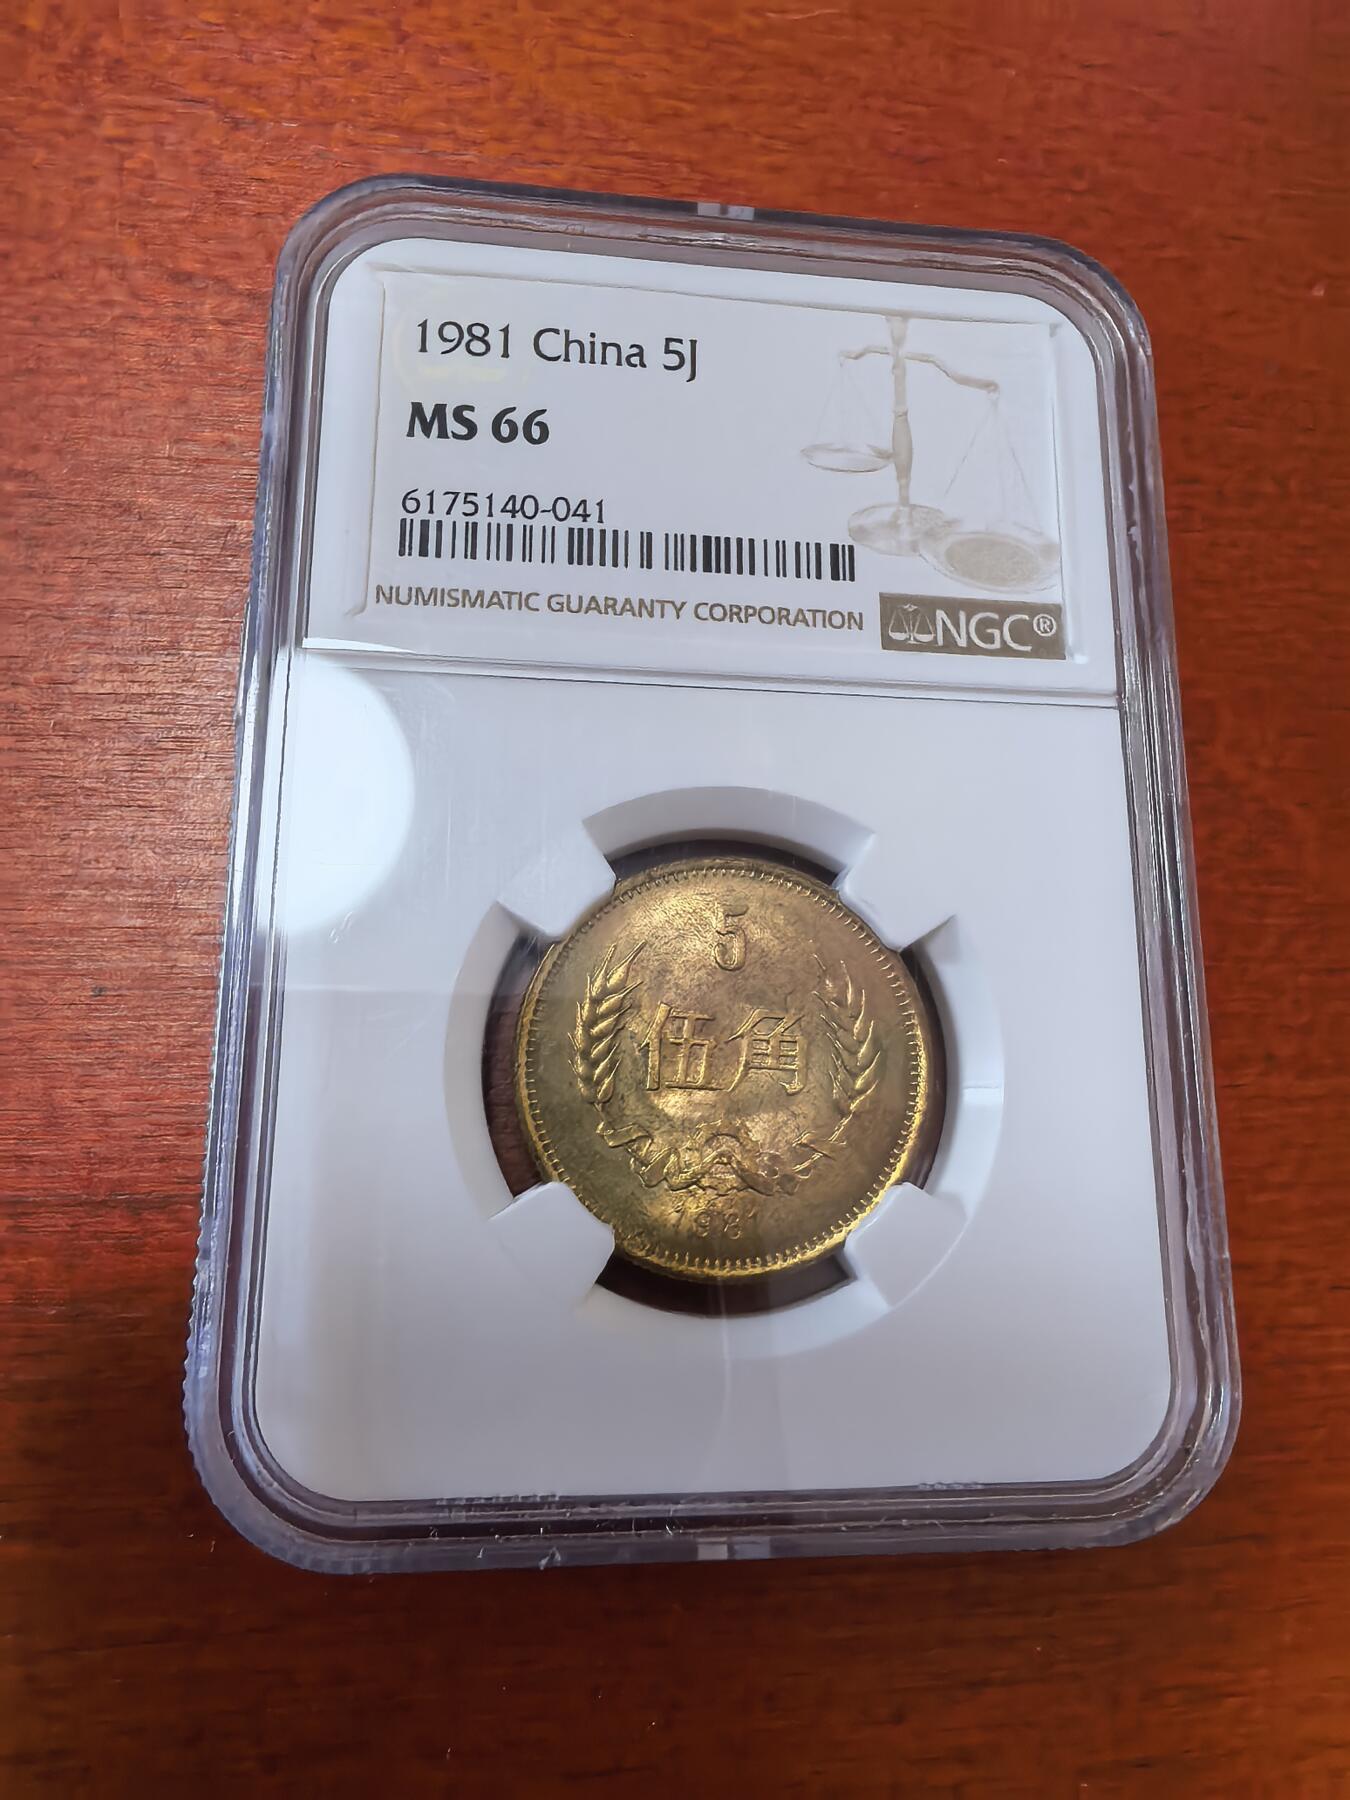 1981 China 5J
MS 66
6175140-041
NUMISMATIC GUARANTY CORPORATION
NGC®
5
伍角
1981